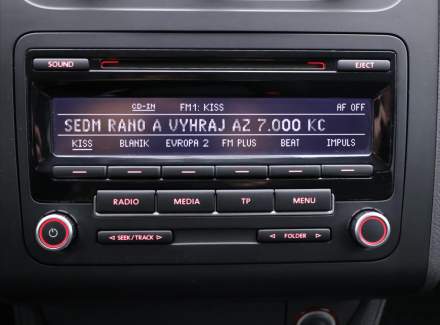 SOUND EJECT
CD-IN FM1: KISS AF OFF
SEDM RANO A VYHRAJ AZ 7.000 KC
KISS BLANIK EVROPA 2 FM PLUS BEAT IMPULS
RADIO MEDIA TP MENU
◁ SEEK/TRACK ▷ ◁ FOLDER ▷